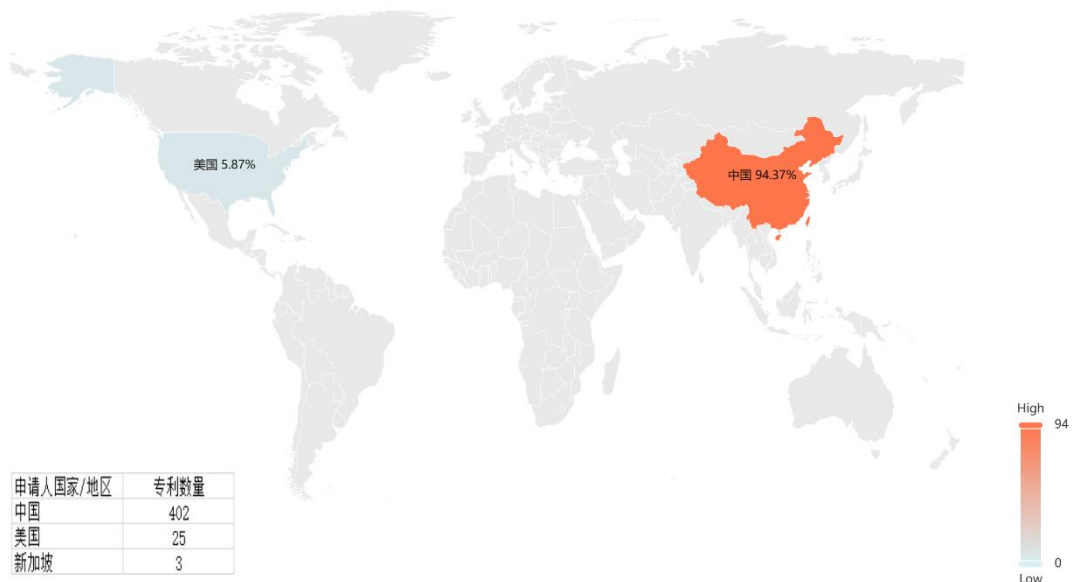 美国 5.87%
中国 94.37%
High
94
0
Low
申请人国家/地区 专利数量
中国 402
美国 25
新加坡 3